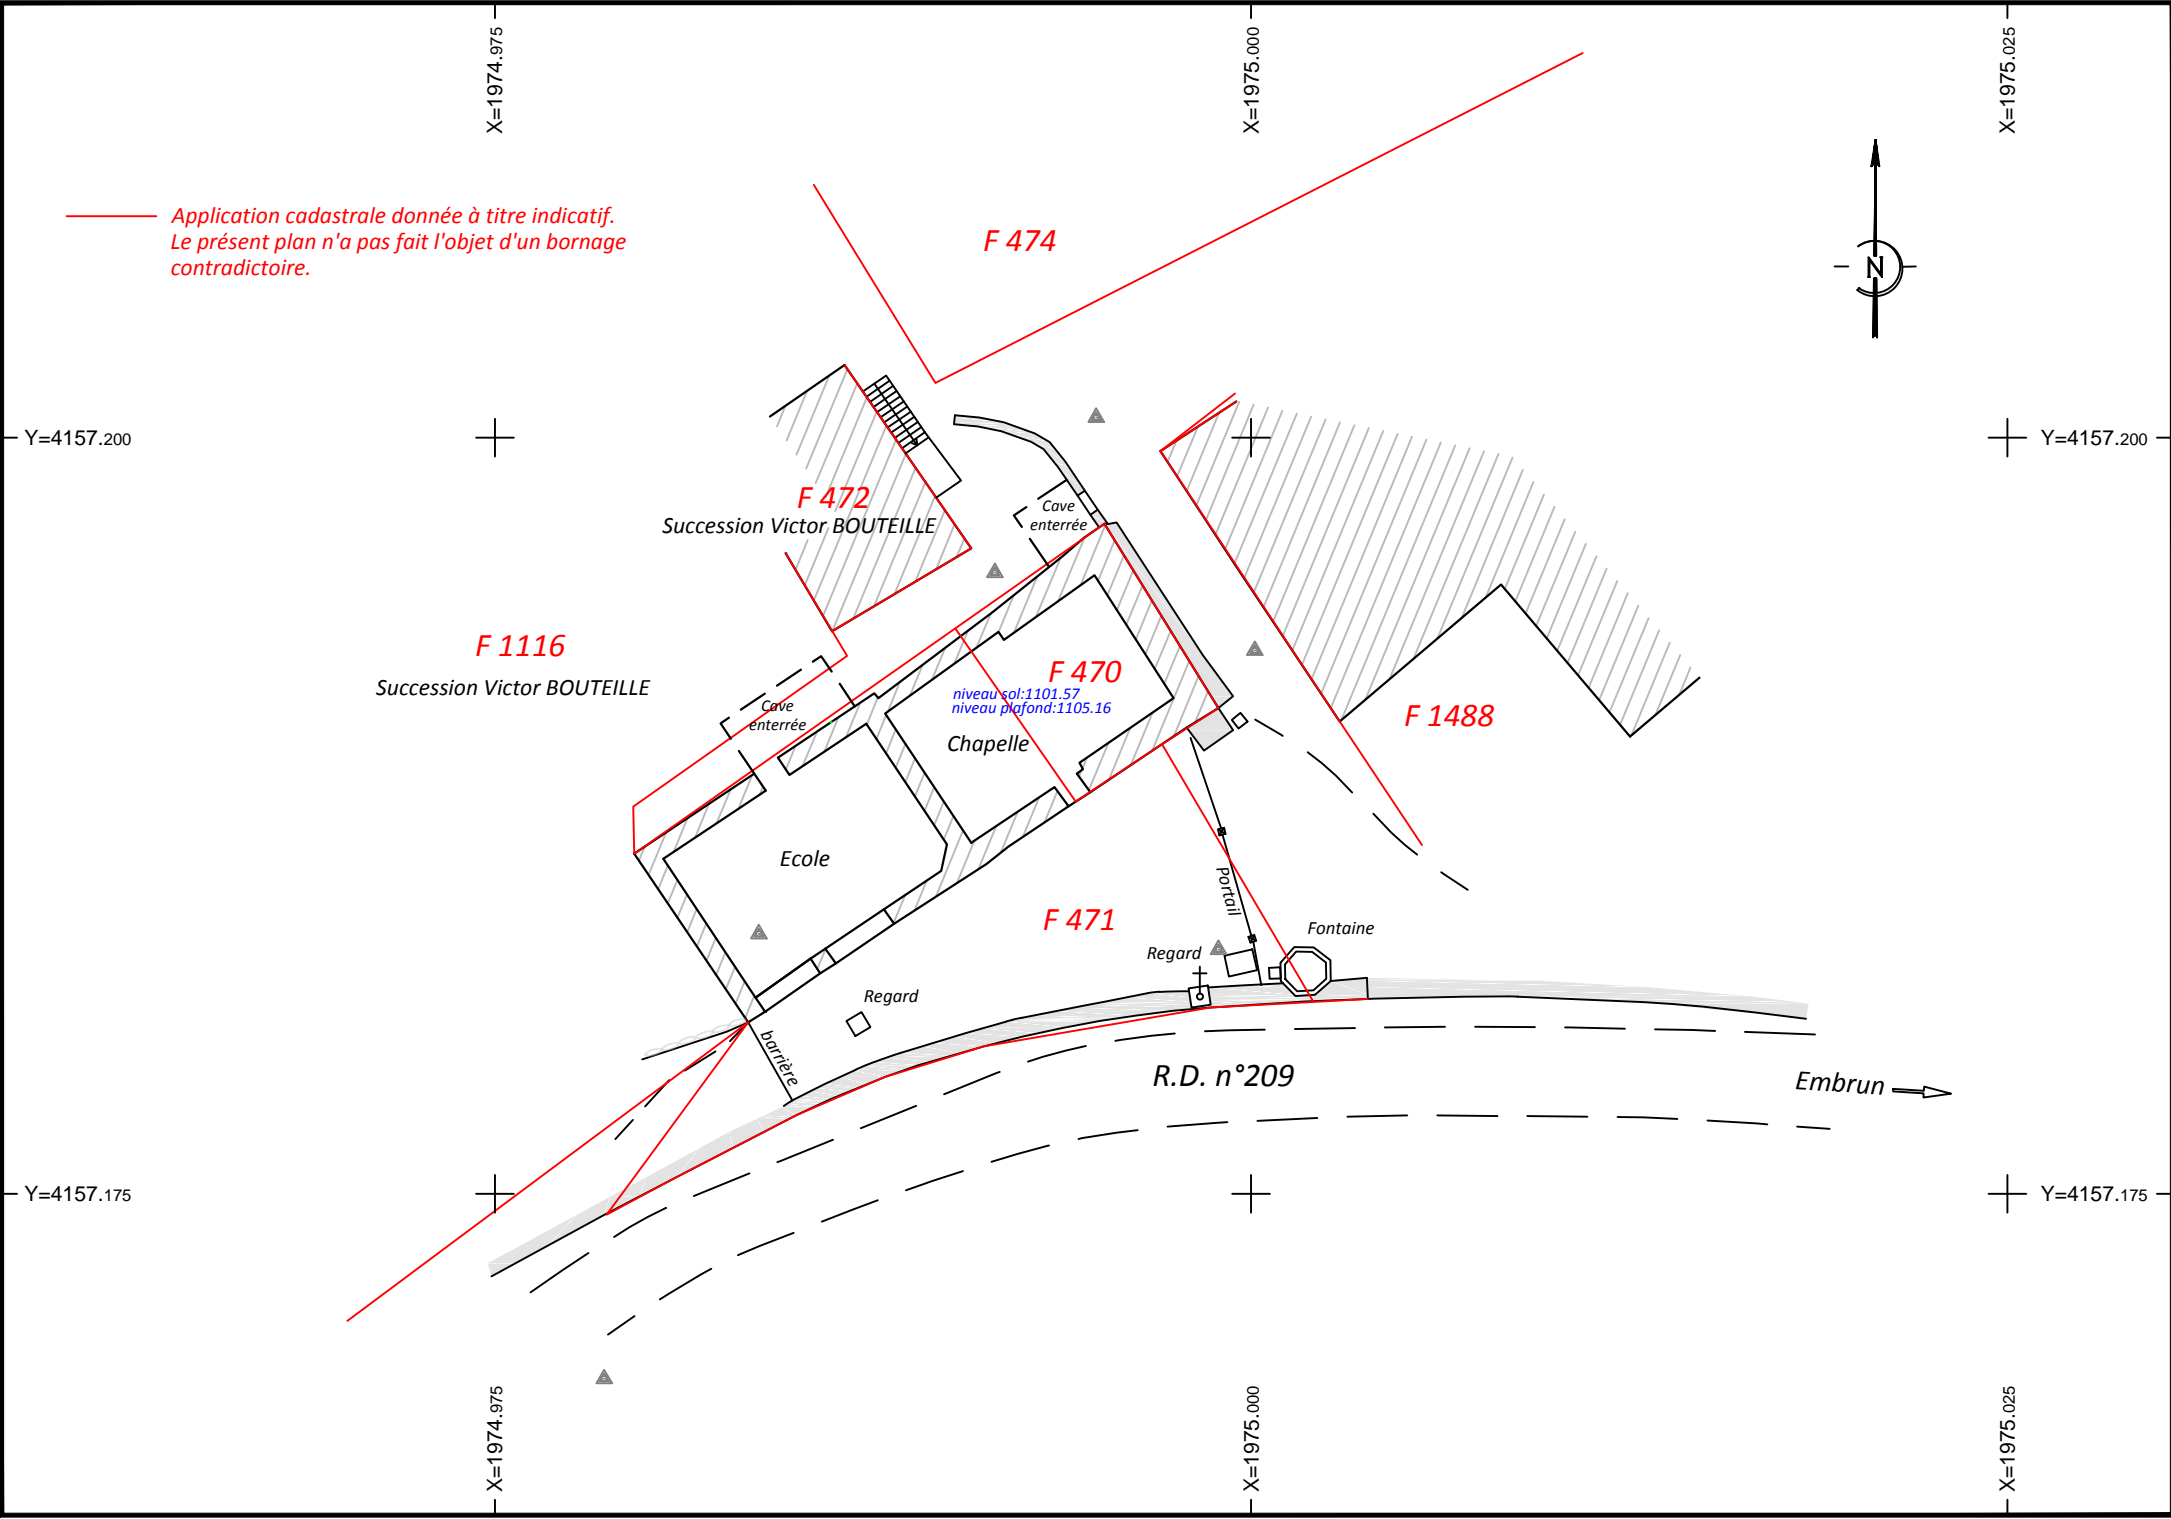 X=1974.975
X=1975.000
X=1975.025
Application cadastrale donnée à titre indicatif.
Le présent plan n'a pas fait l'objet d'un bornage
contradictoire.
F 474
N
Y=4157.200
Y=4157.200
F 472
Succession Victor BOUTEILLE
Cave
enterrée
F 1116
Succession Victor BOUTEILLE
F 470
niveau sol:1101.57
niveau plafond:1105.16
Chapelle
Cave
enterrée
F 1488
Ecole
Portail
F 471
Fontaine
Regard
Regard
barrière
R.D. n°209
Embrun
Y=4157.175
Y=4157.175
X=1974.975
X=1975.000
X=1975.025